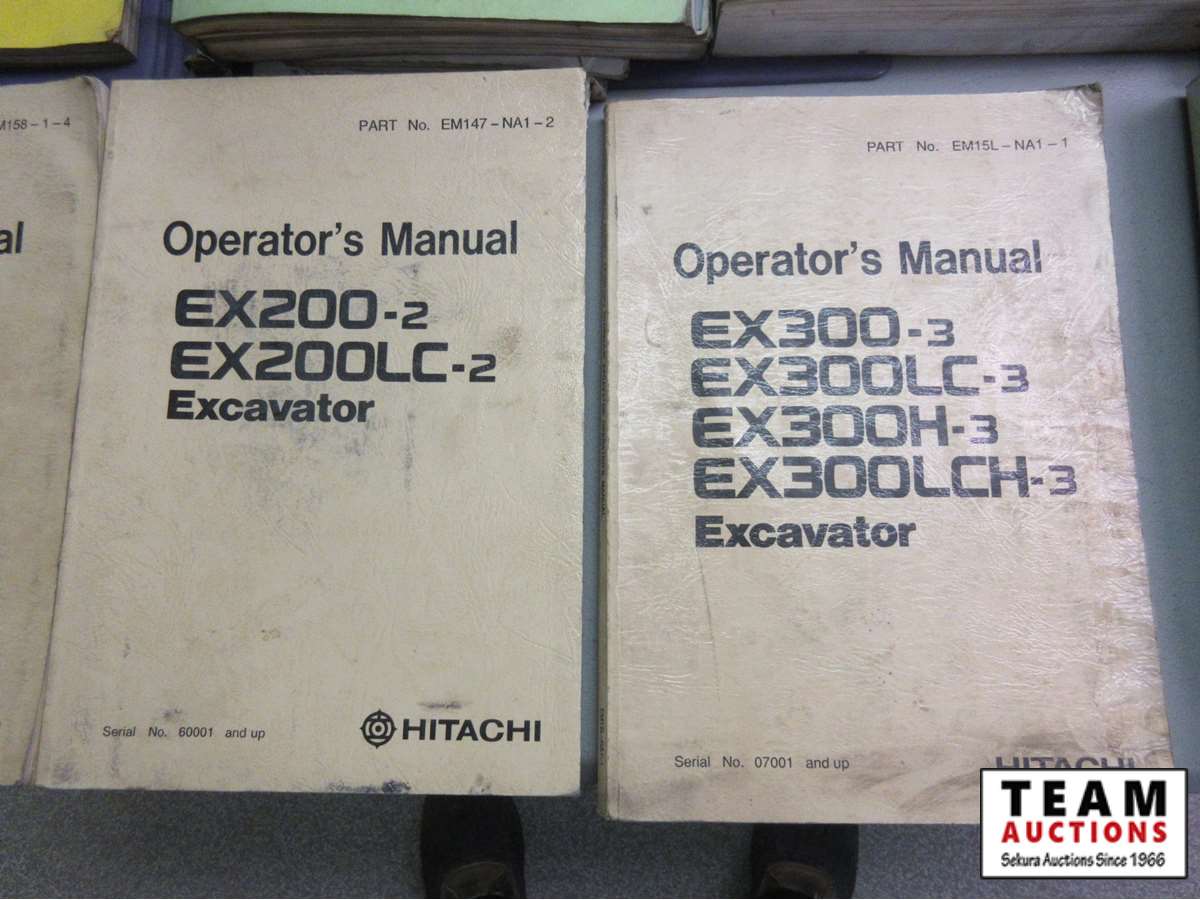 M158-1-4
al
PART No. EM147-NA1-2
Operator's Manual
EX200-2
EX200LC-2
Excavator
Serial No. 60001 and up
HITACHI
PART No. EM15L-NA1-1
Operator's Manual
EX300-3
EX300LC-3
EX300H-3
EX300LCH-3
Excavator
Serial No. 07001 and up
HITACHI
TEAM
AUCTIONS
Sekura Auctions Since 1966